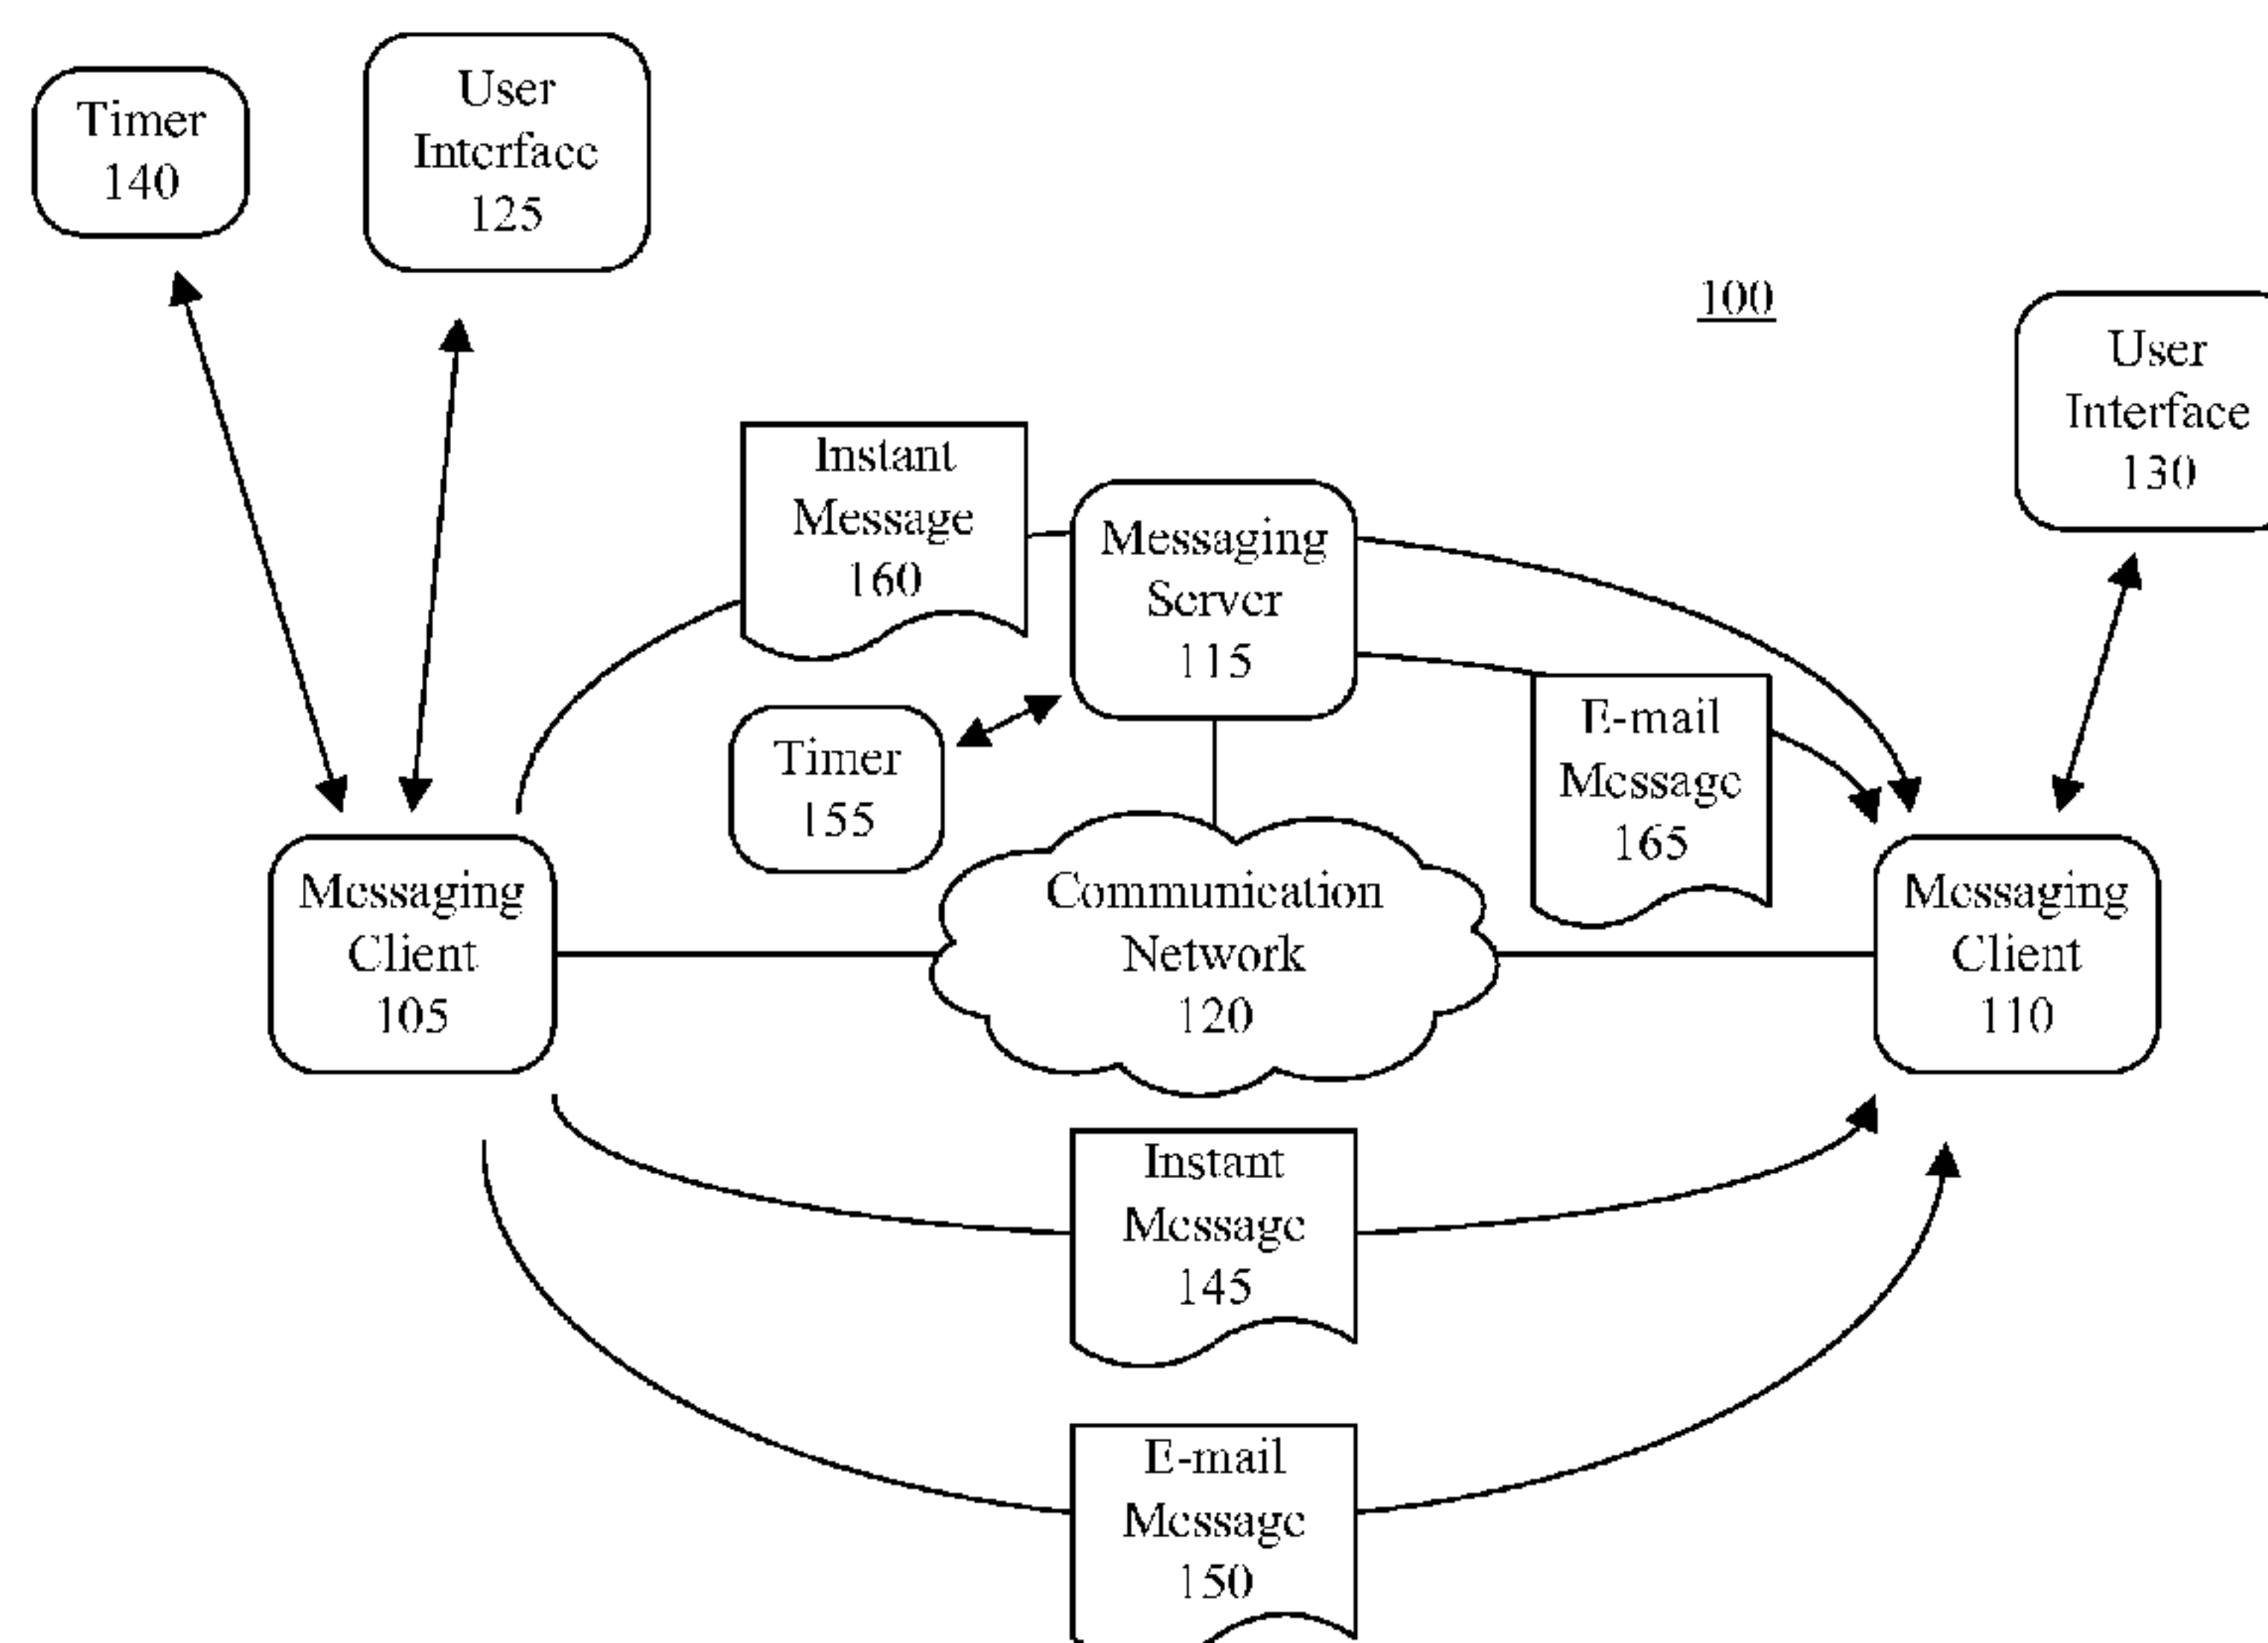 Timer
140
User
Interface
125
100
User
Interface
130
Instant
Message
160
Messaging
Server
115
E-mail
Message
165
Timer
155
Messaging
Client
105
Communication
Network
120
Messaging
Client
110
Instant
Message
145
E-mail
Message
150